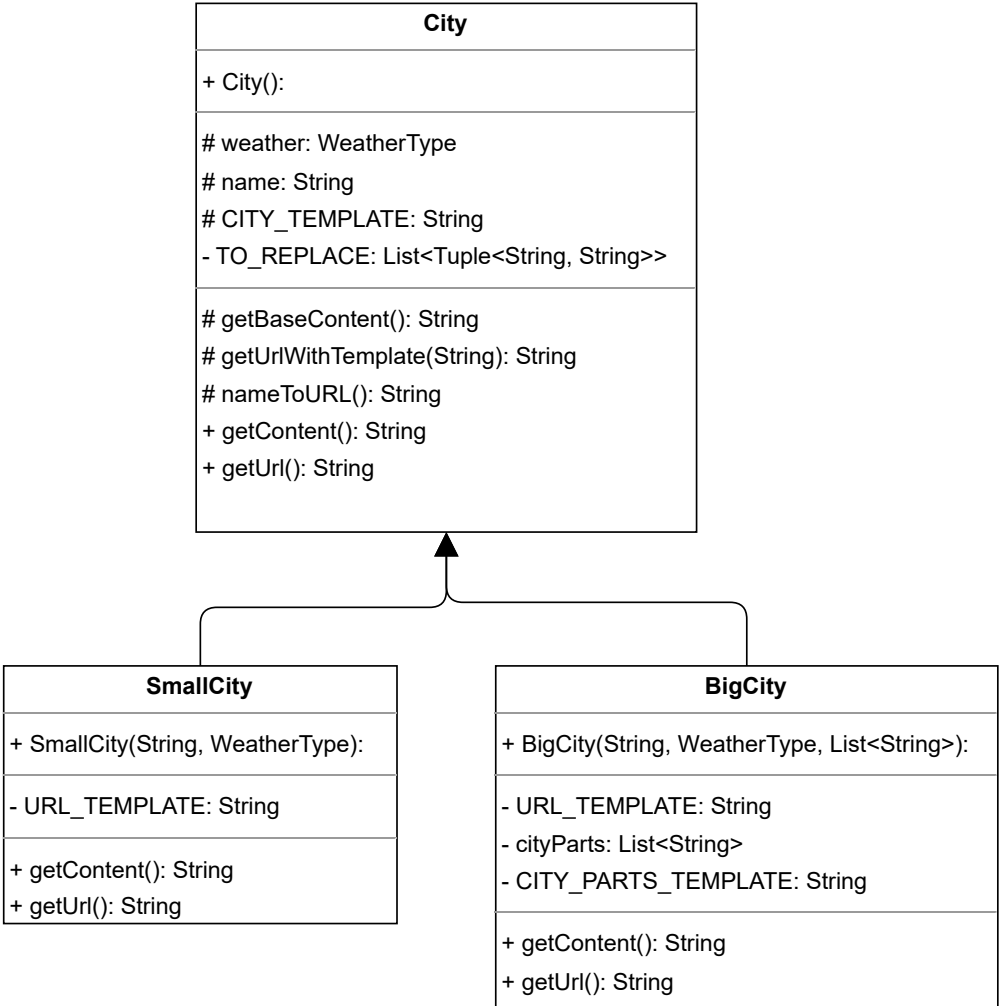 City
+ City():
# weather: WeatherType
# name: String
# CITY_TEMPLATE: String
- TO_REPLACE: List<Tuple<String, String>>
# getBaseContent(): String
# getUrlWithTemplate(String): String
# nameToURL(): String
+ getContent(): String
+ getUrl(): String
SmallCity
+ SmallCity(String, WeatherType):
- URL_TEMPLATE: String
+ getContent(): String
+ getUrl(): String
BigCity
+ BigCity(String, WeatherType, List<String>):
- URL_TEMPLATE: String
- cityParts: List<String>
- CITY_PARTS_TEMPLATE: String
+ getContent(): String
+ getUrl(): String